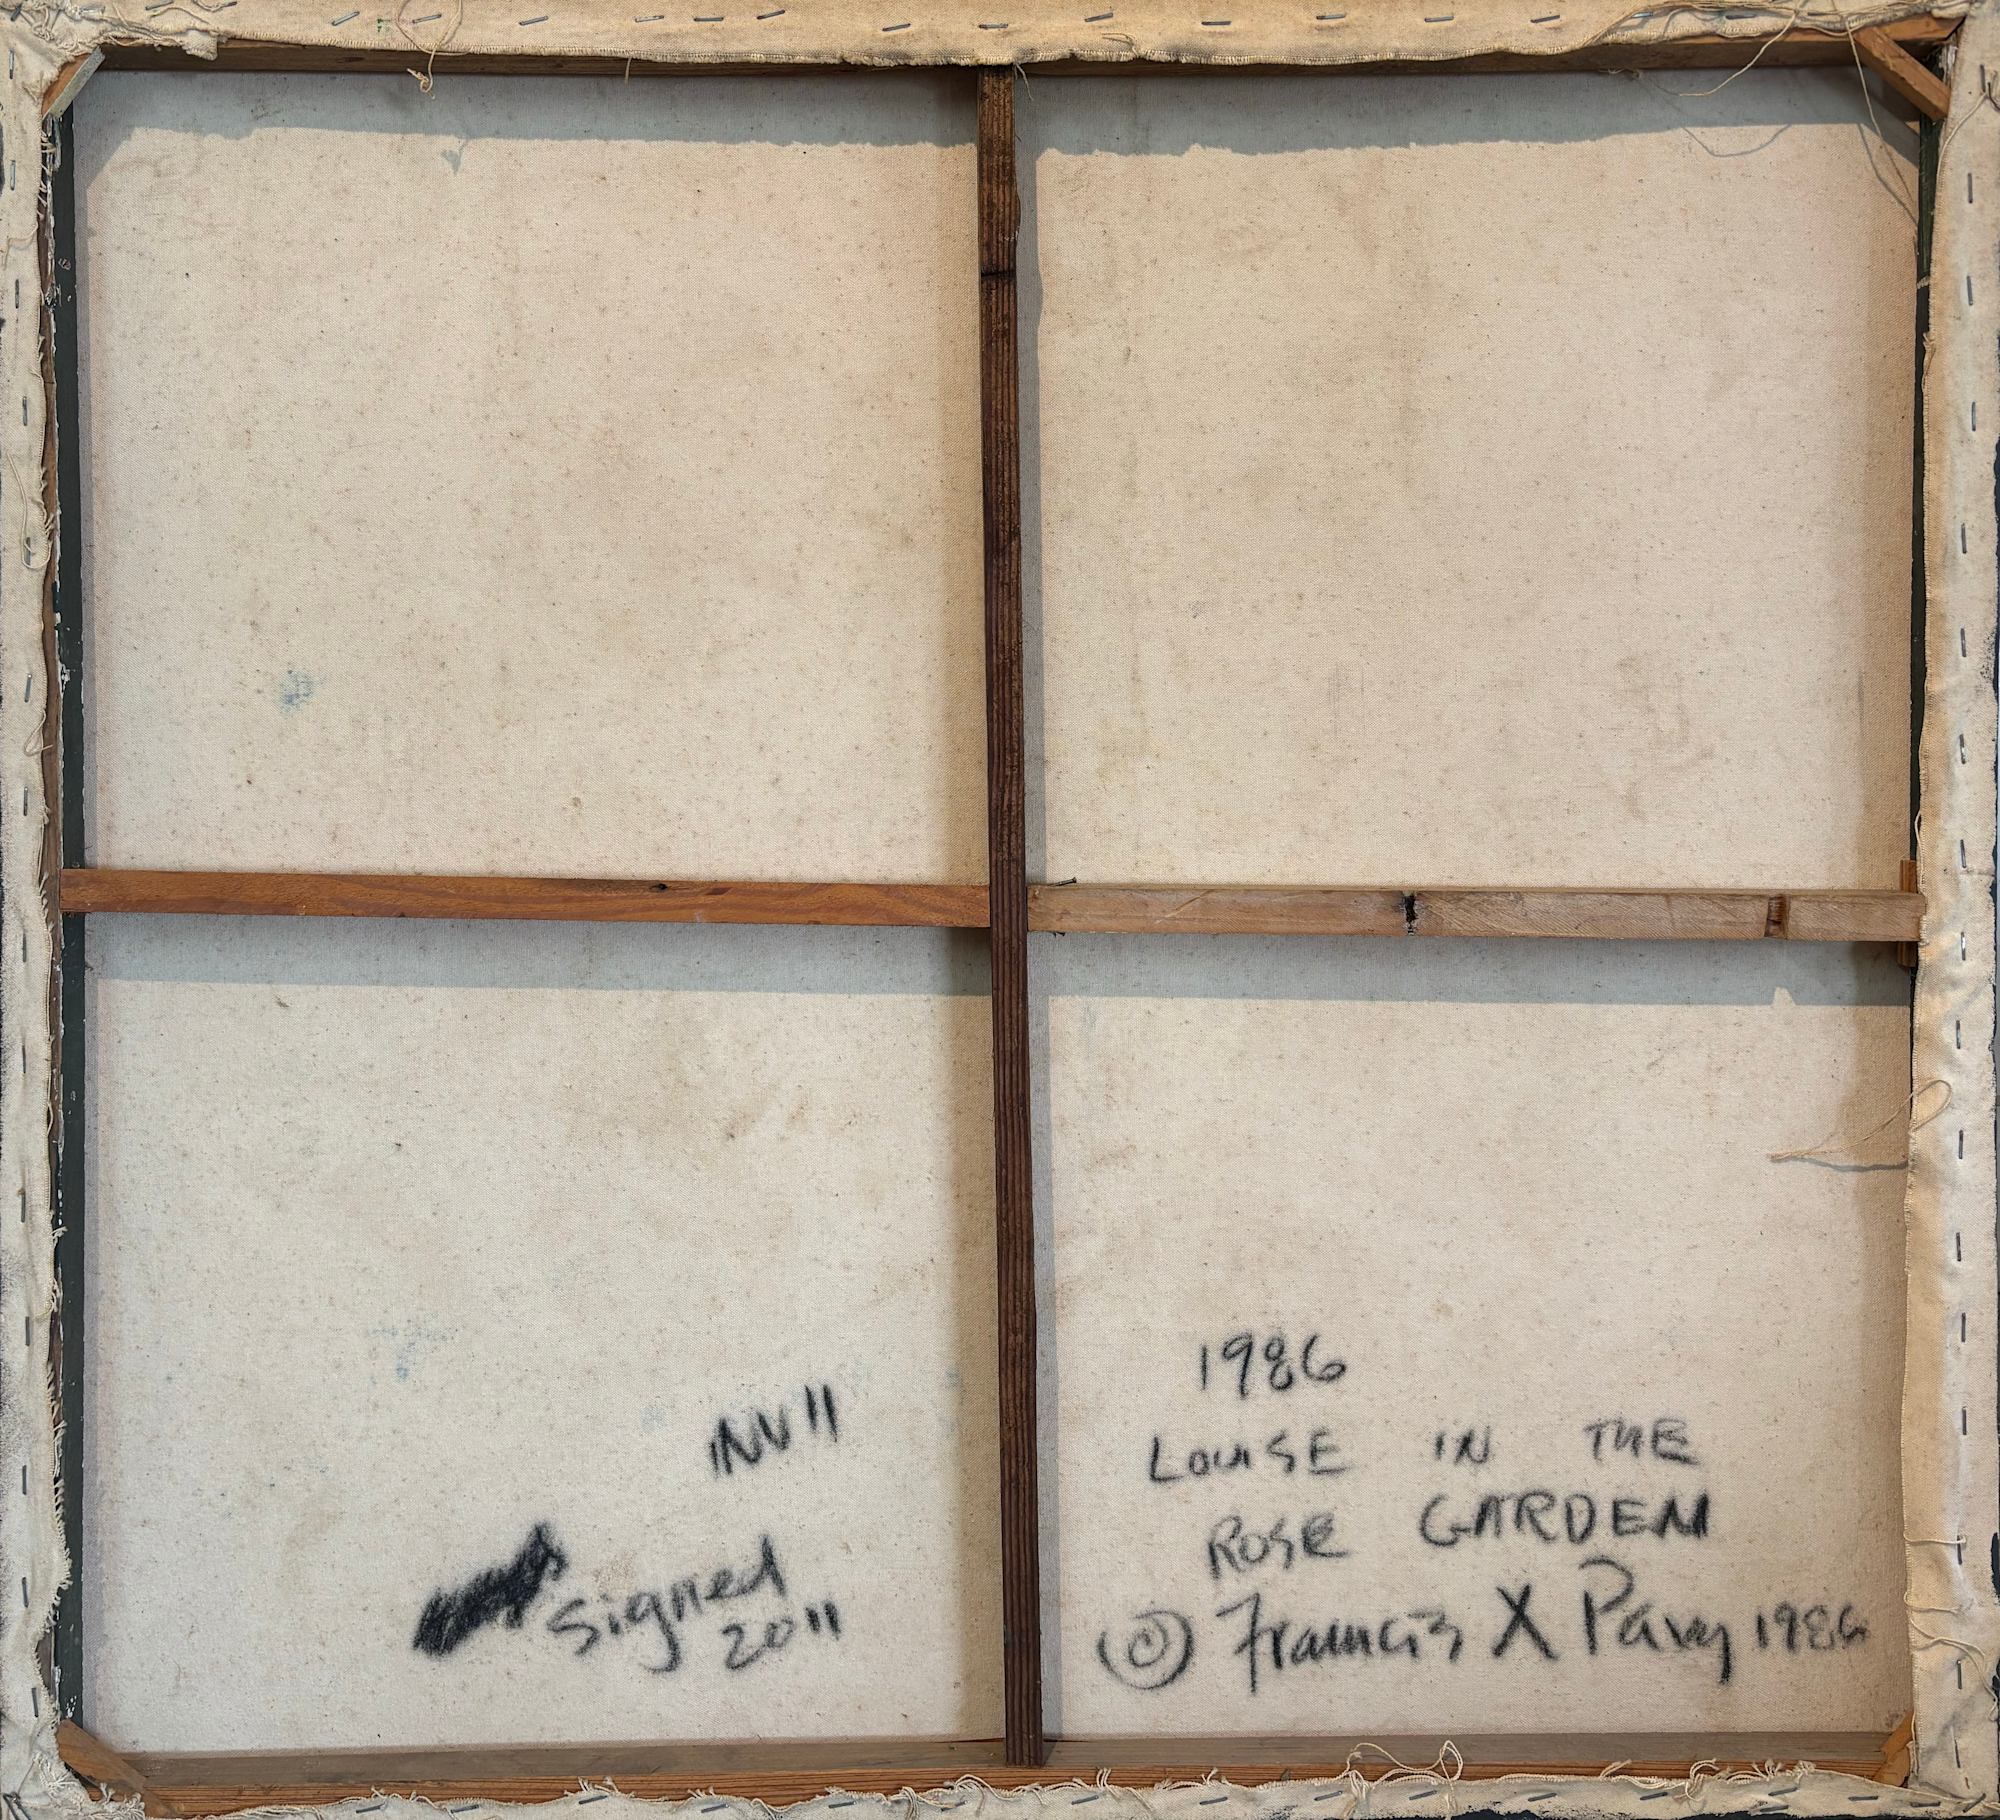 INV 11
Signed
2011
1986
LOUISE IN THE
ROSE GARDEN
© Francis X Pavy 1986